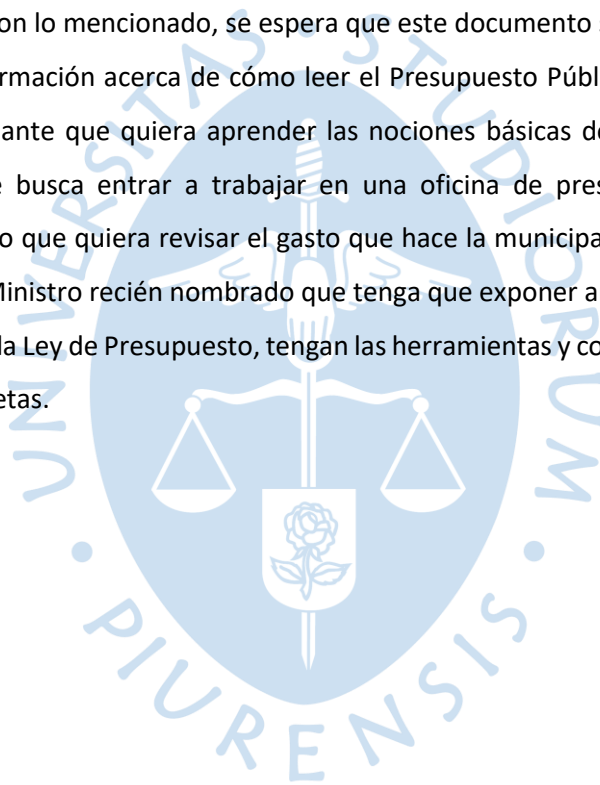 on lo mencionado, se espera que este documento s
rmación acerca de cómo leer el Presupuesto Públ
ante que quiera aprender las nociones básicas d
busca entrar a trabajar en una oficina de pres
o que quiera revisar el gasto que hace la municipa
Ministro recién nombrado que tenga que exponer a
la Ley de Presupuesto, tengan las herramientas y co
etas.
UNIVERSITAS • STUDIORUM • PIURENSIS